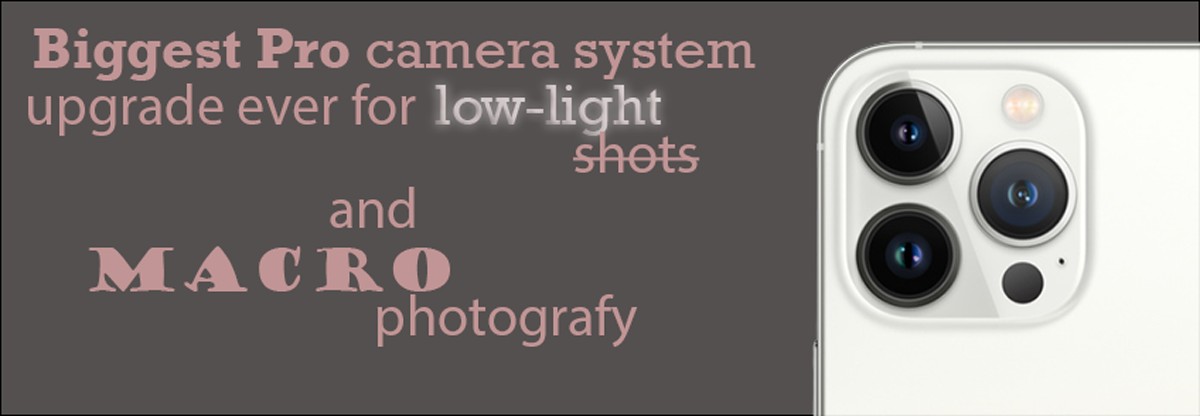 Biggest Pro camera system
upgrade ever for low-light
shots
and
MACRO
photografy